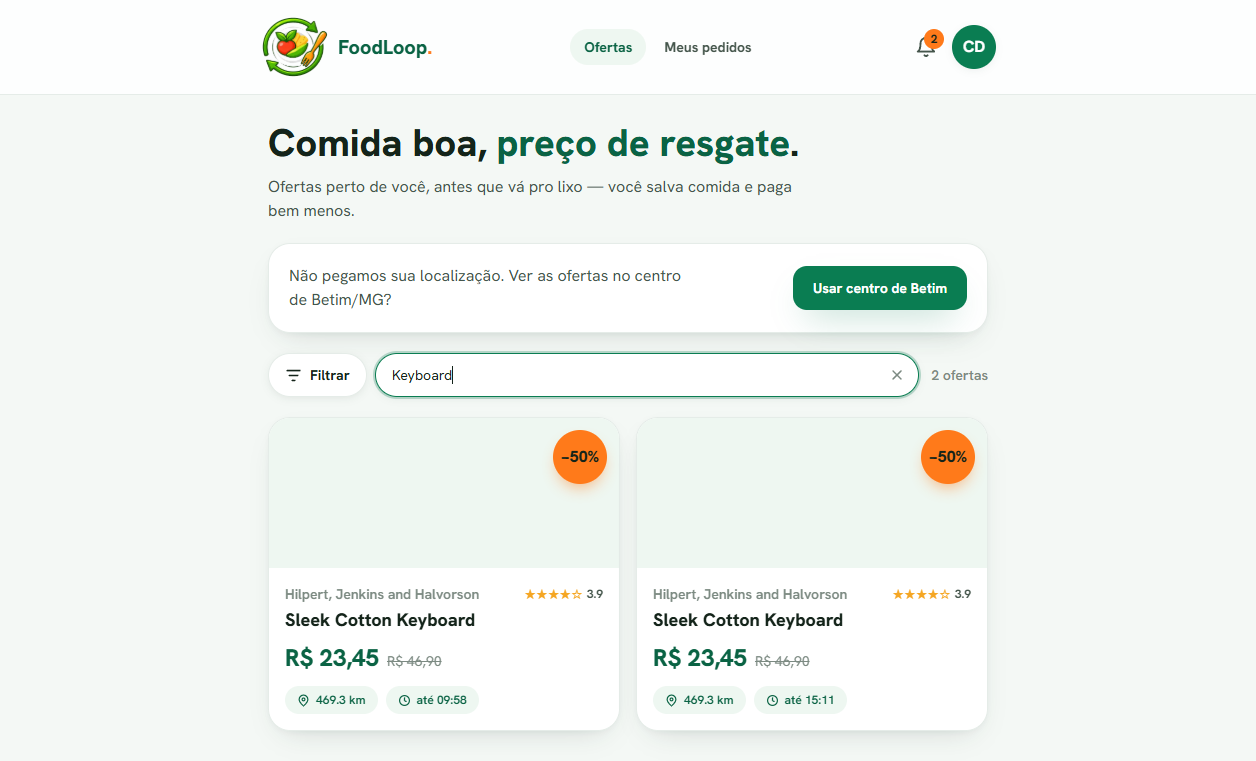 FoodLoop.
Ofertas
Meus pedidos
2
CD
Comida boa, preço de resgate.
Ofertas perto de você, antes que vá pro lixo — você salva comida e paga
bem menos.
Não pegamos sua localização. Ver as ofertas no centro
de Betim/MG?
Usar centro de Betim
Filtrar
Keyboard
2 ofertas
−50%
Hilpert, Jenkins and Halvorson
★★★★☆ 3.9
Sleek Cotton Keyboard
R$ 23,45 R$ 46,90
469.3 km
até 09:58
−50%
Hilpert, Jenkins and Halvorson
★★★★☆ 3.9
Sleek Cotton Keyboard
R$ 23,45 R$ 46,90
469.3 km
até 15:11